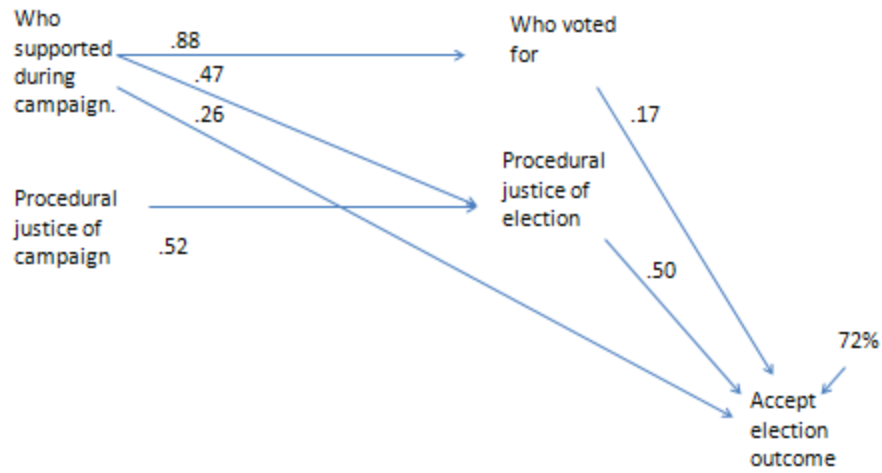 Who
supported
during
campaign.
.88
.47
.26
Who voted
for
.17
Procedural
justice of
campaign
.52
Procedural
justice of
election
.50
72%
Accept
election
outcome